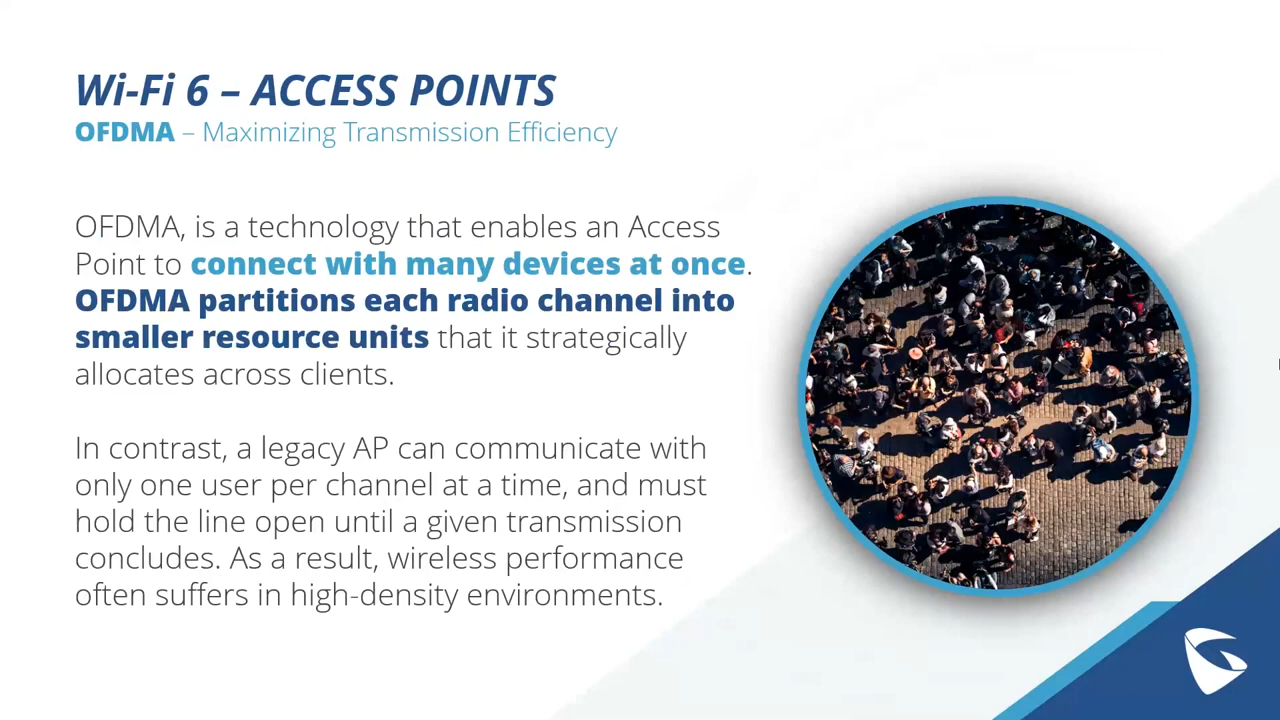 Wi-Fi 6 – ACCESS POINTS
OFDMA – Maximizing Transmission Efficiency
OFDMA, is a technology that enables an Access
Point to connect with many devices at once.
OFDMA partitions each radio channel into
smaller resource units that it strategically
allocates across clients.
In contrast, a legacy AP can communicate with
only one user per channel at a time, and must
hold the line open until a given transmission
concludes. As a result, wireless performance
often suffers in high-density environments.